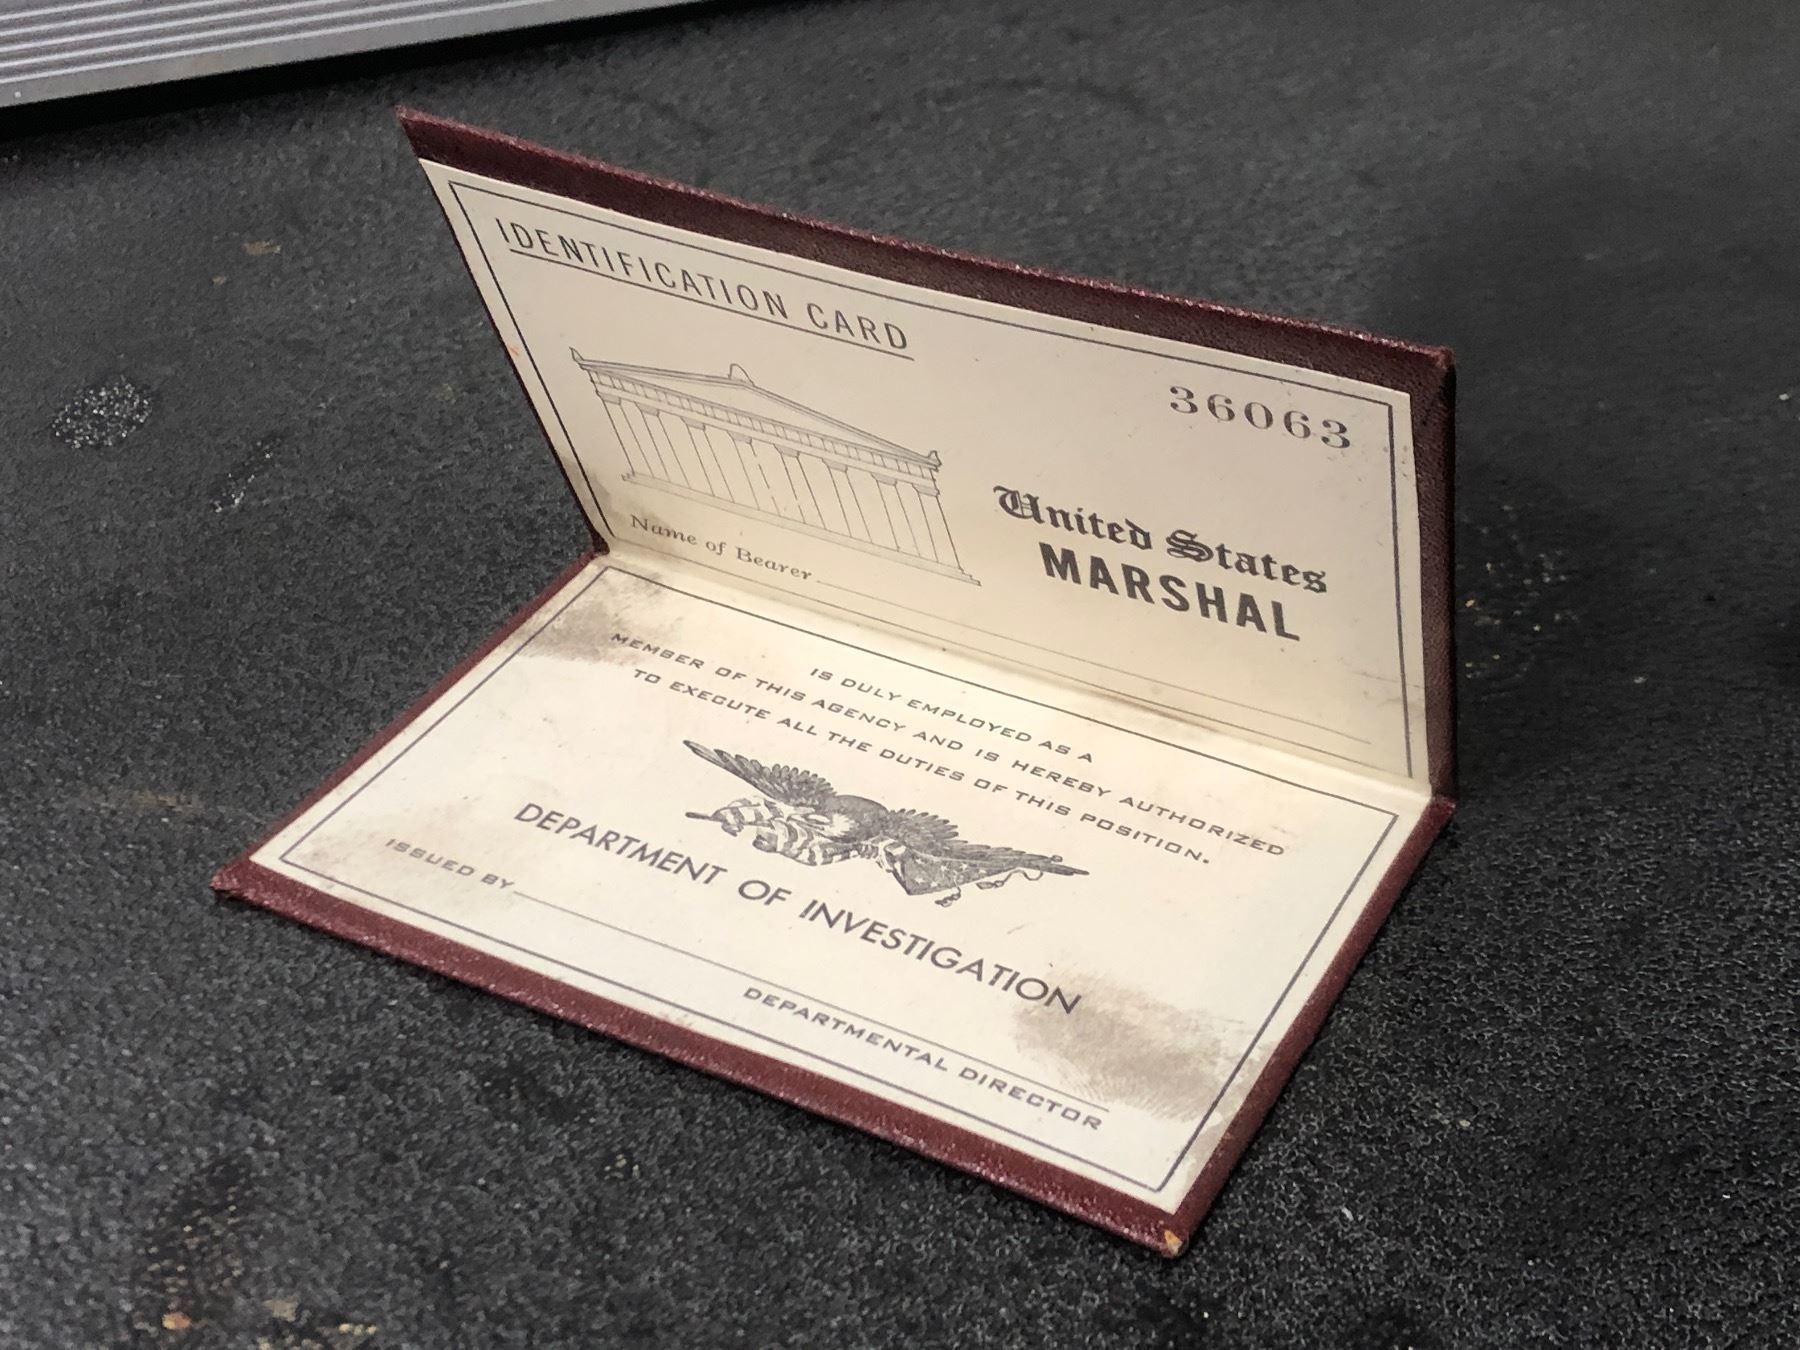 IDENTIFICATION CARD
36063
United States
MARSHAL
Name of Bearer
IS DULY EMPLOYED AS A
MEMBER OF THIS AGENCY AND IS HEREBY AUTHORIZED
TO EXECUTE ALL THE DUTIES OF THIS POSITION.
DEPARTMENT OF INVESTIGATION
ISSUED BY
DEPARTMENTAL DIRECTOR